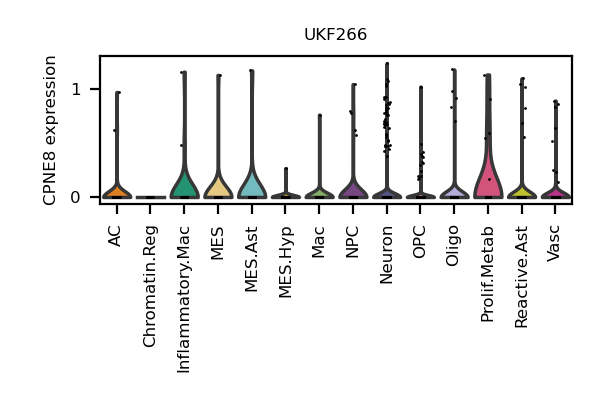 UKF266
CPNE8 expression
1
0
AC
Chromatin.Reg
Inflammatory.Mac
MES
MES.Ast
MES.Hyp
Mac
NPC
Neuron
OPC
Oligo
Prolif.Metab
Reactive.Ast
Vasc